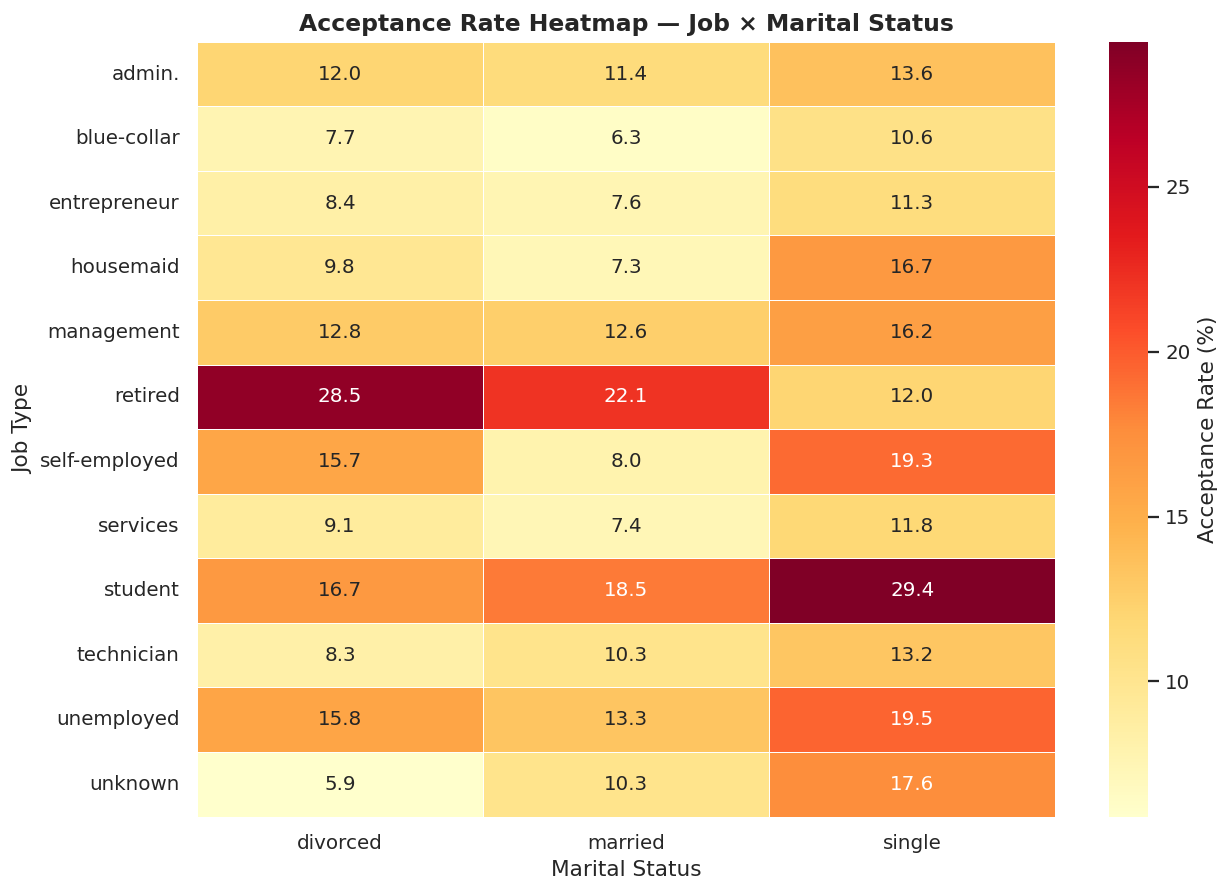 Acceptance Rate Heatmap — Job × Marital Status
admin. 12.0 11.4 13.6
blue-collar 7.7 6.3 10.6
entrepreneur 8.4 7.6 11.3
housemaid 9.8 7.3 16.7
management 12.8 12.6 16.2
retired 28.5 22.1 12.0
self-employed 15.7 8.0 19.3
services 9.1 7.4 11.8
student 16.7 18.5 29.4
technician 8.3 10.3 13.2
unemployed 15.8 13.3 19.5
unknown 5.9 10.3 17.6
divorced married single
Marital Status
Job Type
25
20
15
10
Acceptance Rate (%)